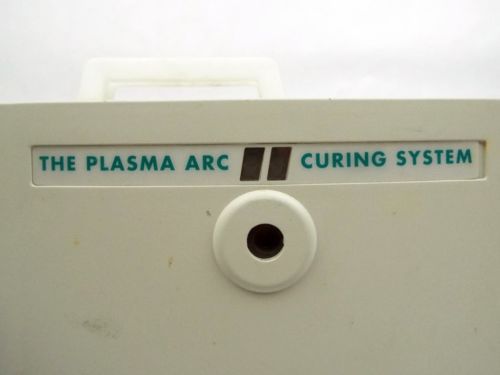 THE PLASMA ARC CURING SYSTEM